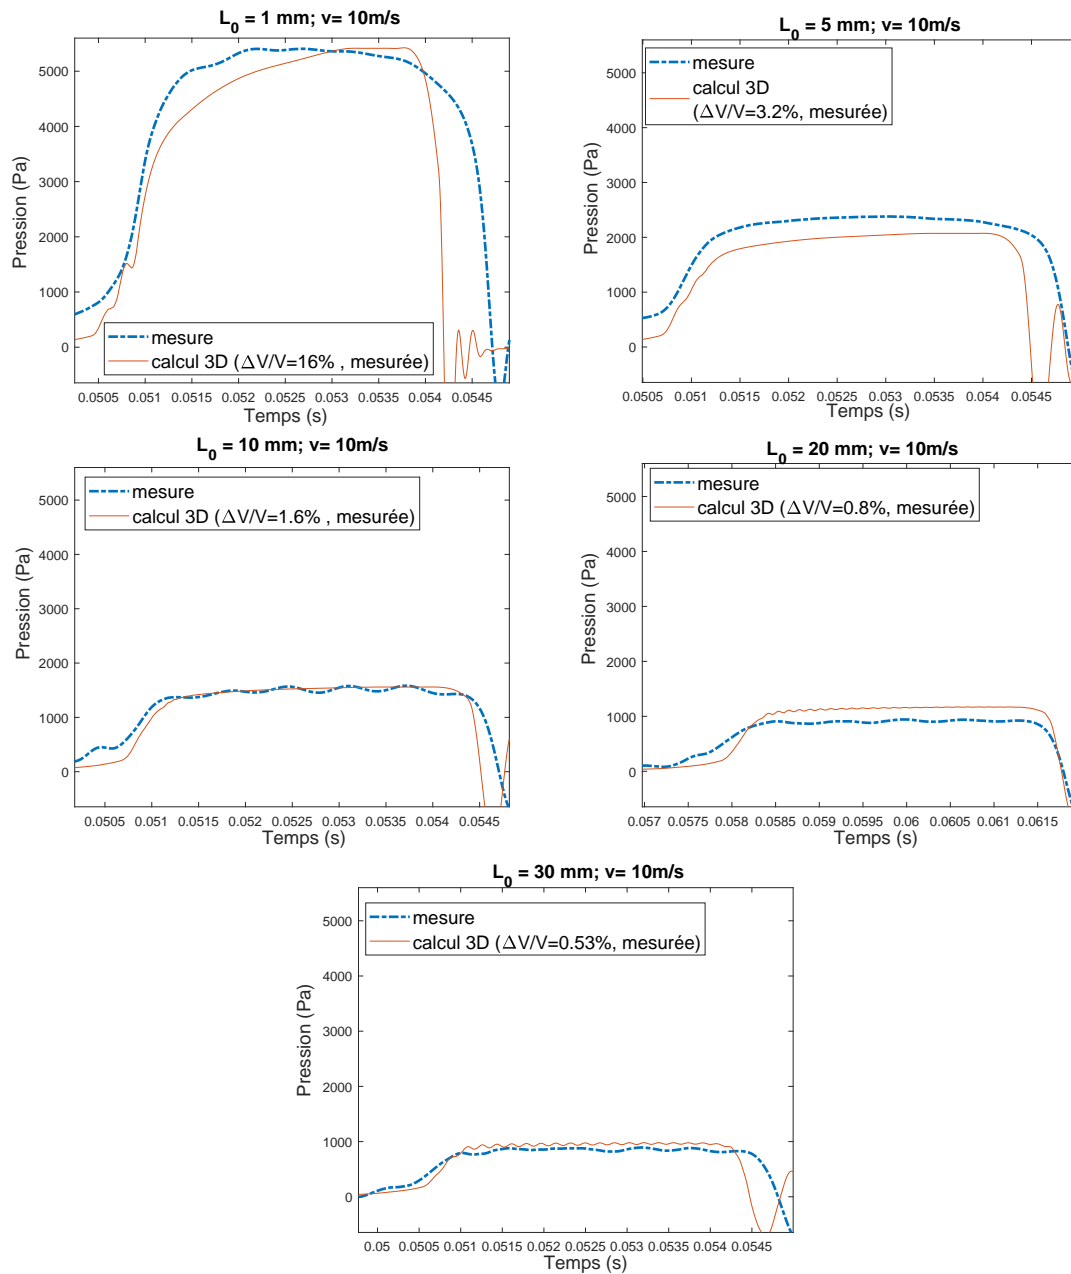 L0 = 1 mm; v= 10m/s
Pression (Pa)
5000
4000
3000
2000
1000
0
mesure
calcul 3D (ΔV/V=16% , mesurée)
0.0505 0.051 0.0515 0.052 0.0525 0.053 0.0535 0.054 0.0545
Temps (s)
L0 = 5 mm; v= 10m/s
Pression (Pa)
5000
4000
3000
2000
1000
0
mesure
calcul 3D
(ΔV/V=3.2%, mesurée)
0.0505 0.051 0.0515 0.052 0.0525 0.053 0.0535 0.054 0.0545
Temps (s)
L0 = 10 mm; v= 10m/s
Pression (Pa)
5000
4000
3000
2000
1000
0
mesure
calcul 3D (ΔV/V=1.6% , mesurée)
0.0505 0.051 0.0515 0.052 0.0525 0.053 0.0535 0.054 0.0545
Temps (s)
L0 = 20 mm; v= 10m/s
Pression (Pa)
5000
4000
3000
2000
1000
0
mesure
calcul 3D (ΔV/V=0.8%, mesurée)
0.057 0.0575 0.058 0.0585 0.059 0.0595 0.06 0.0605 0.061 0.0615
Temps (s)
L0 = 30 mm; v= 10m/s
Pression (Pa)
5000
4000
3000
2000
1000
0
mesure
calcul 3D (ΔV/V=0.53%, mesurée)
0.05 0.0505 0.051 0.0515 0.052 0.0525 0.053 0.0535 0.054 0.0545
Temps (s)